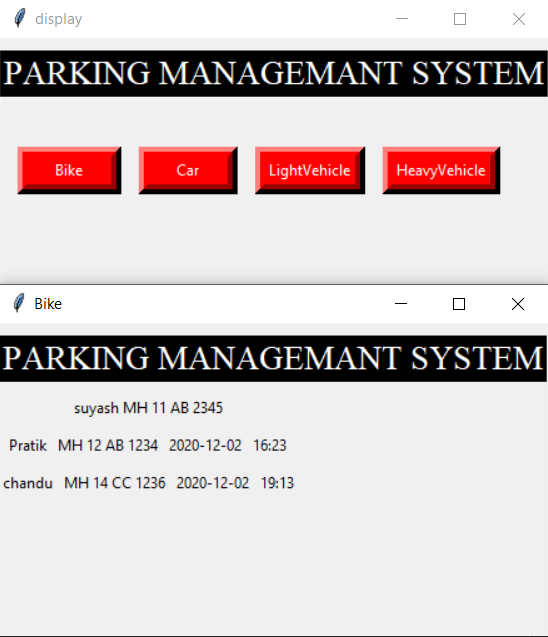 display
PARKING MANAGEMANT SYSTEM
Bike Car LightVehicle HeavyVehicle
Bike
PARKING MANAGEMANT SYSTEM
suyash MH 11 AB 2345
Pratik MH 12 AB 1234 2020-12-02 16:23
chandu MH 14 CC 1236 2020-12-02 19:13